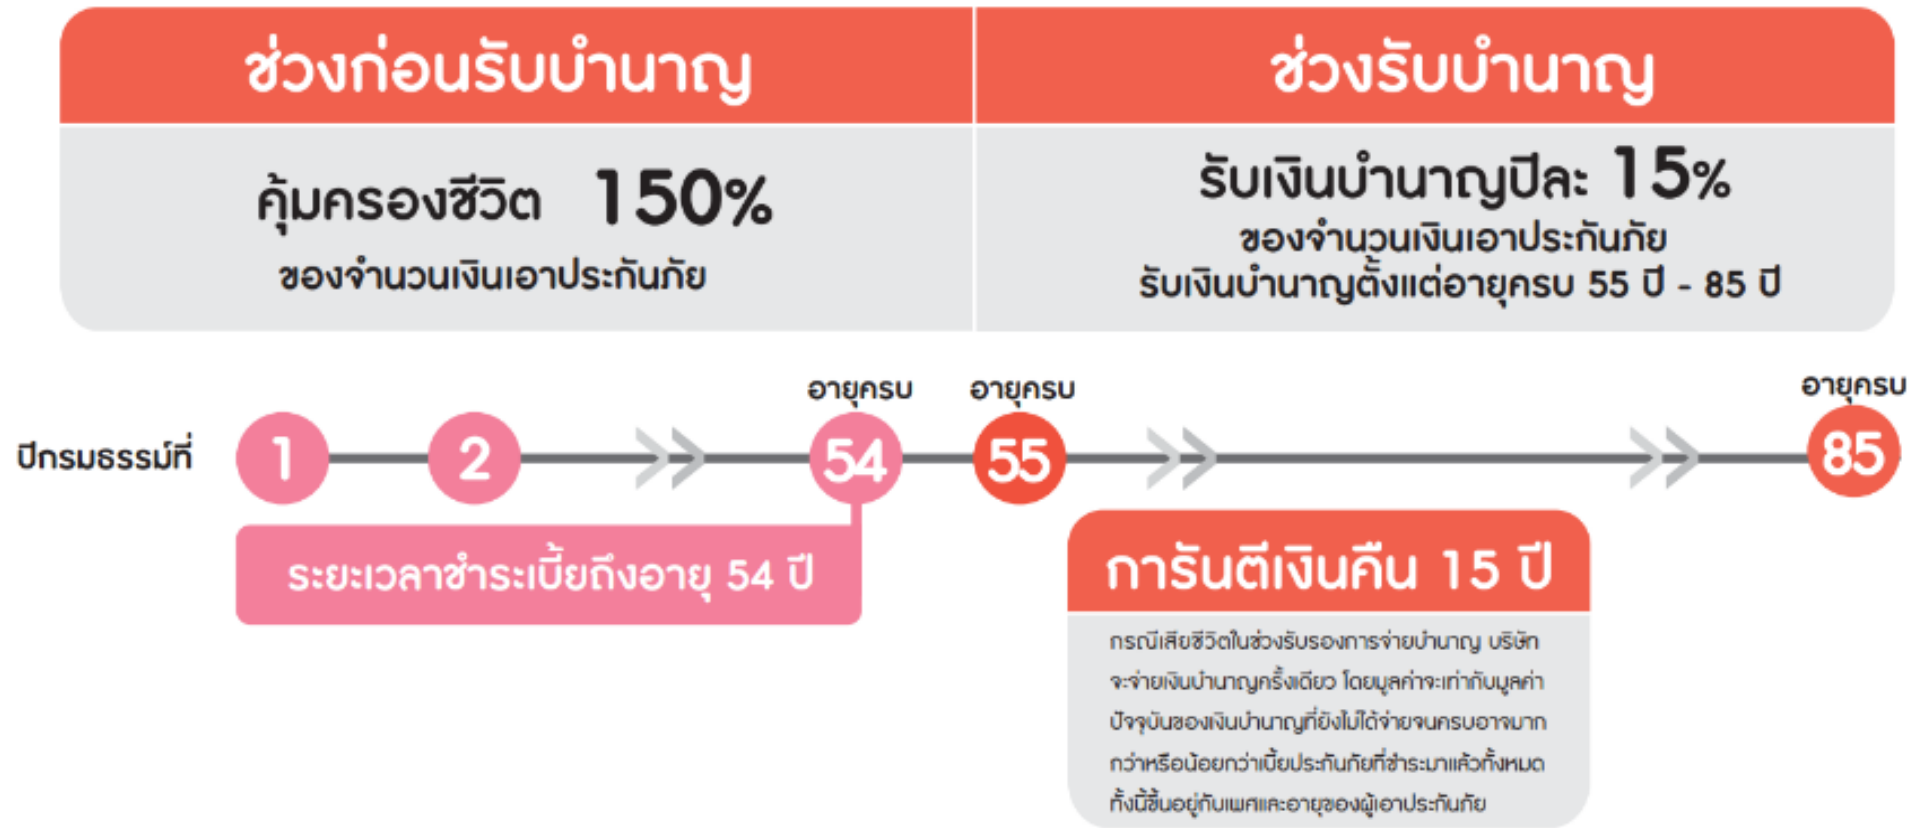 ช่วงก่อนรับบำนาญ
คุ้มครองชีวิต 150%
ของจำนวนเงินเอาประกันภัย
ช่วงรับบำนาญ
รับเงินบำนาญปีละ 15%
ของจำนวนเงินเอาประกันภัย
รับเงินบำนาญตั้งแต่อายุครบ 55 ปี - 85 ปี
อายุครบ อายุครบ อายุครบ
ปีกรมธรรม์ที่ 1 2 54 55 85
ระยะเวลาชำระเบี้ยถึงอายุ 54 ปี
การันตีเงินคืน 15 ปี
กรณีเสียชีวิตในช่วงรับรองการจ่ายบำนาญ บริษัท
จะจ่ายเงินบำนาญครั้งเดียว โดยมูลค่าจะเท่ากับมูลค่า
ปัจจุบันของเงินบำนาญที่ยังไม่ได้จ่ายจนครบอาจมาก
กว่าหรือน้อยกว่าเบี้ยประกันภัยที่ชำระมาแล้วทั้งหมด
ทั้งนี้ขึ้นอยู่กับเพศและอายุของผู้เอาประกันภัย